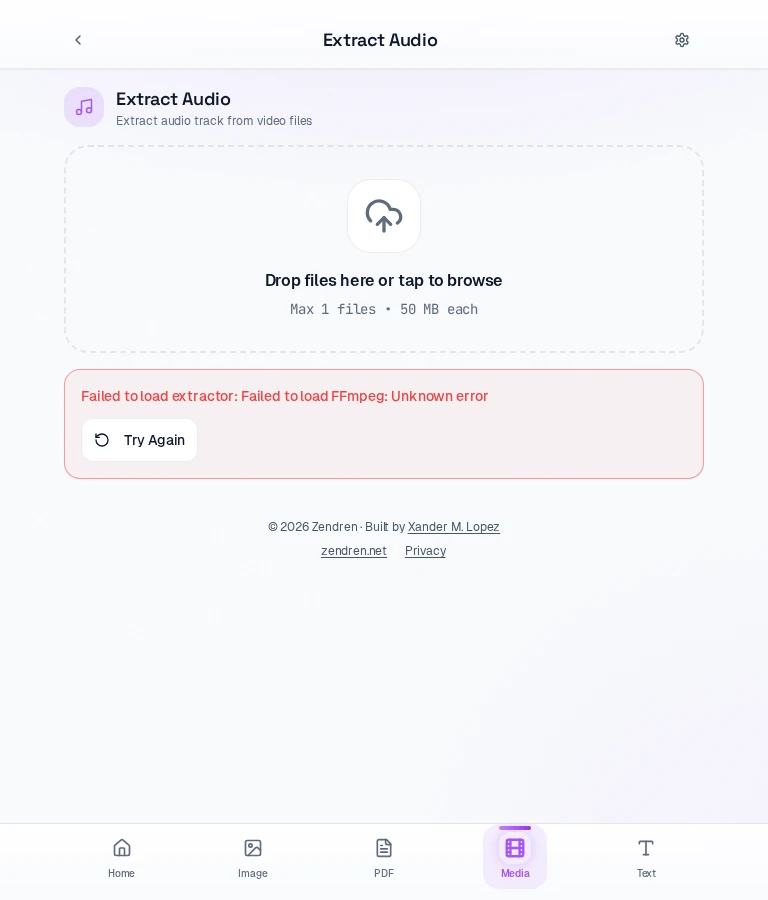 Extract Audio
Extract Audio
Extract audio track from video files
Drop files here or tap to browse
Max 1 files • 50 MB each
Failed to load extractor: Failed to load FFmpeg: Unknown error
Try Again
© 2026 Zendren · Built by Xander M. Lopez
zendren.net Privacy
Home Image PDF Media Text